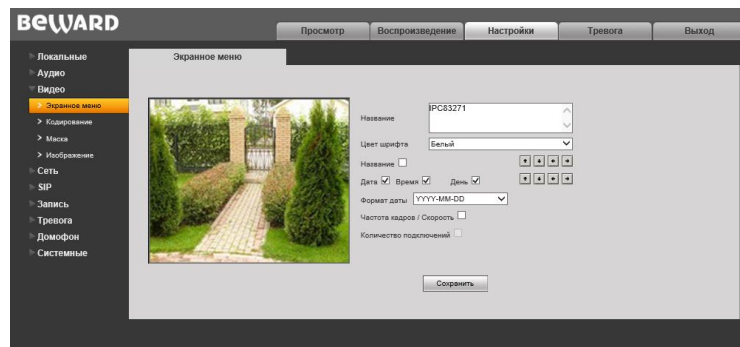 BEWARD
Просмотр
Воспроизведение
Настройки
Тревога
Выход
Локальные
Аудио
Видео
Экранное меню
Кодирование
Маска
Изображение
Сеть
SIP
Запись
Тревога
Домофон
Системные
Экранное меню
Название IPC83271
Цвет шрифта Белый
Название
Дата Время День
Формат даты YYYY-MM-DD
Частота кадров / Скорость
Количество подключений
Сохранить